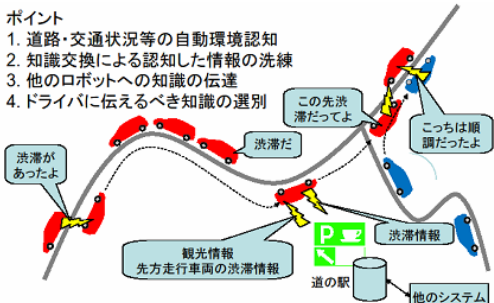 ポイント
1. 道路・交通状況等の自動環境認知
2. 知識交換による認知した情報の洗練
3. 他のロボットへの知識の伝達
4. ドライバに伝えるべき知識の選別
この先渋
滞だってよ
こっちは順
調だったよ
渋滞だ
渋滞が
あったよ
観光情報
先方走行車両の渋滞情報
P
渋滞情報
道の駅
他のシステム